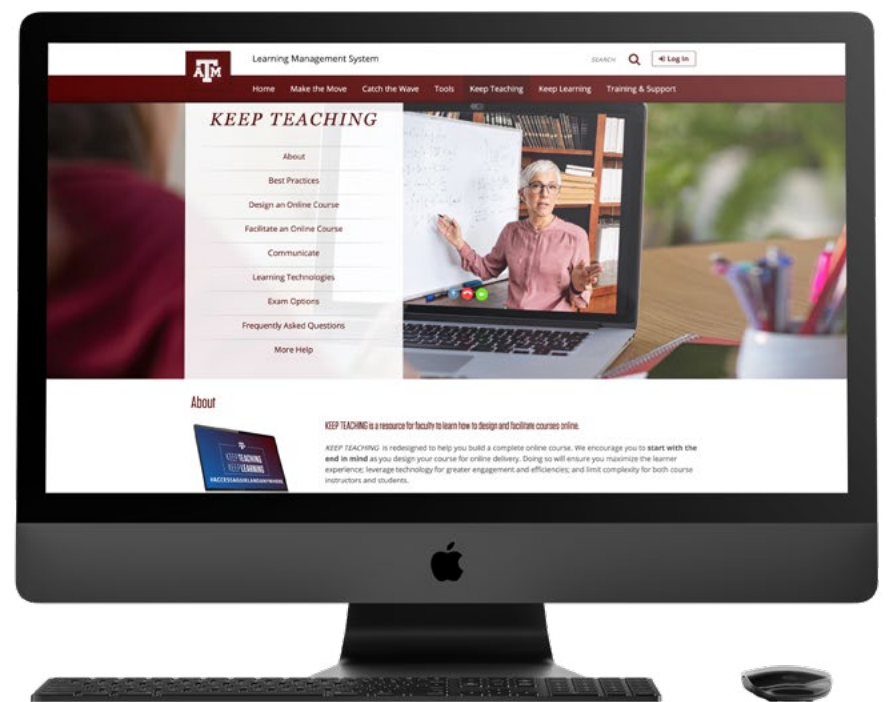 ATM
Learning Management System
SEARCH
Log In
Home Make the Move Catch the Wave Tools Keep Teaching Keep Learning Training & Support
KEEP TEACHING
About
Best Practices
Design an Online Course
Facilitate an Online Course
Communicate
Learning Technologies
Exam Options
Frequently Asked Questions
More Help
About
KEEP TEACHING is a resource for faculty to learn how to design and facilitate courses online.
KEEP TEACHING is redesigned to help you build a complete online course. We encourage you to start with the
end in mind as you design your course for online delivery. Doing so will ensure you maximize the learner
experience; leverage technology for greater engagement and efficiencies; and limit complexity for both course
instructors and students.
KEEP TEACHING
KEEP LEARNING
#ACCESSAGGIELANDANYWHERE